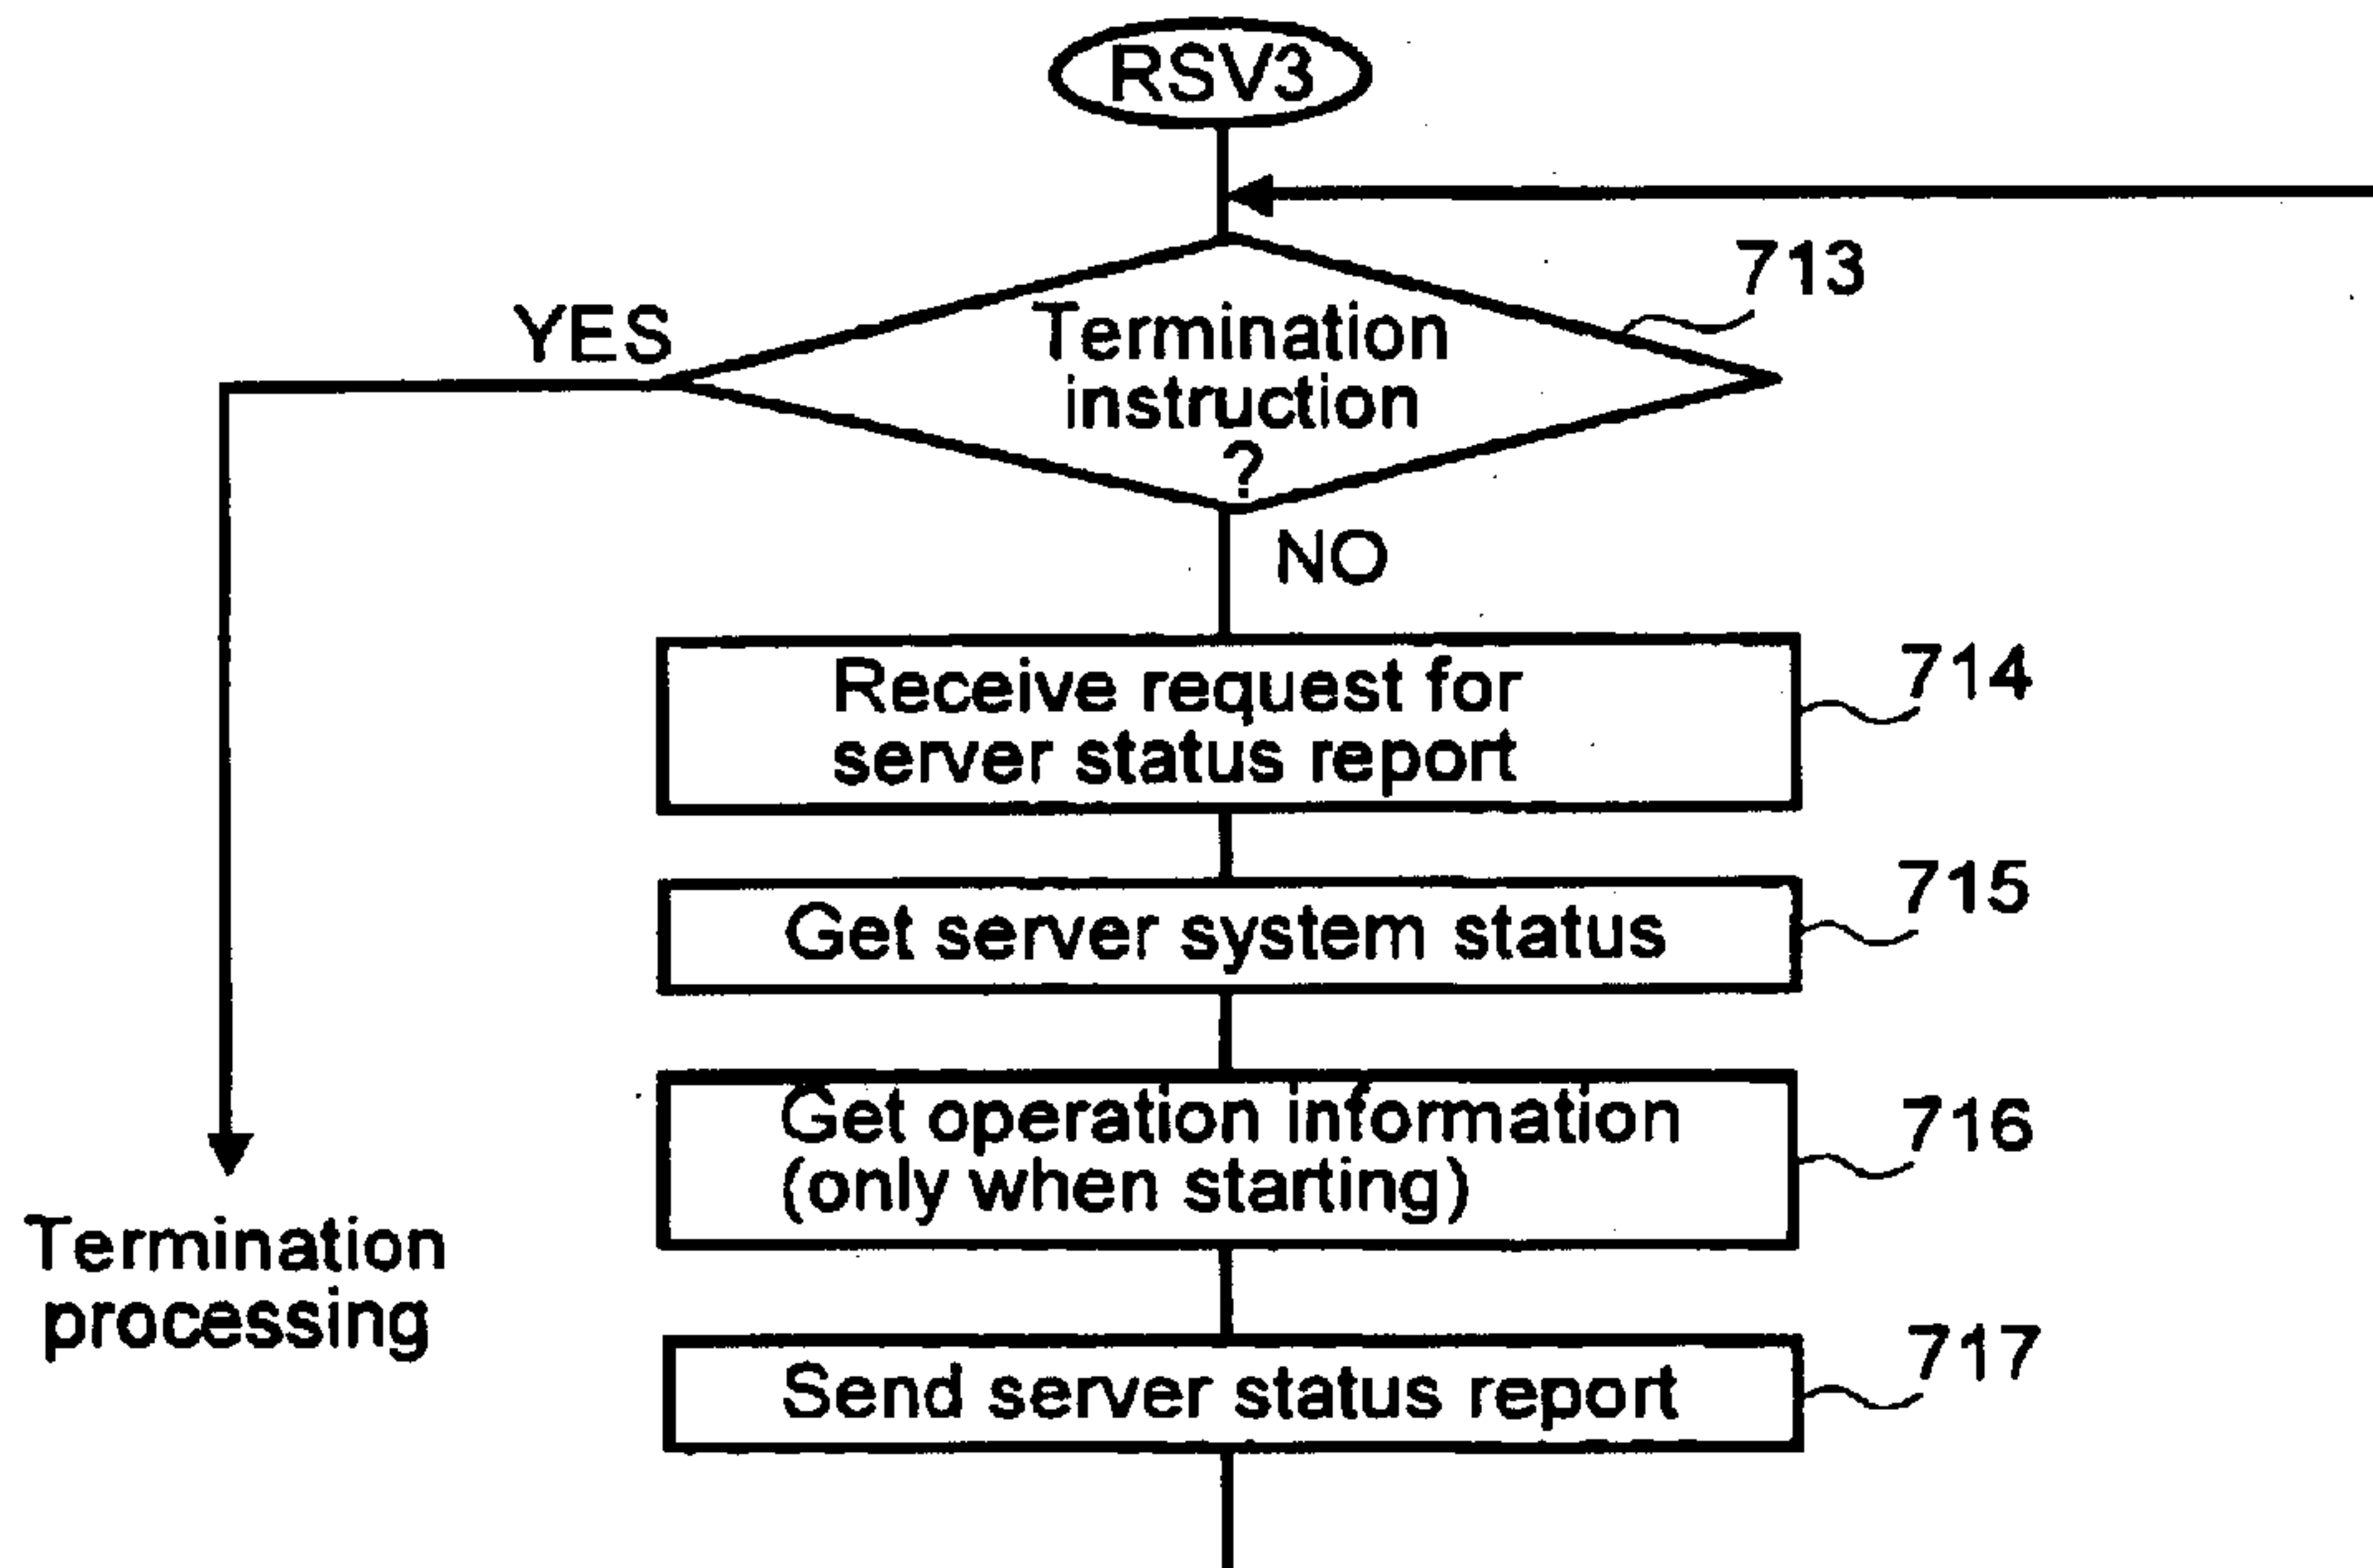 RSV3
713
YES
Termination
instruction
?
NO
Receive request for
server status report
714
Get server system status
715
Get operation information
(only when starting)
716
Termination
processing
Send server status report
717